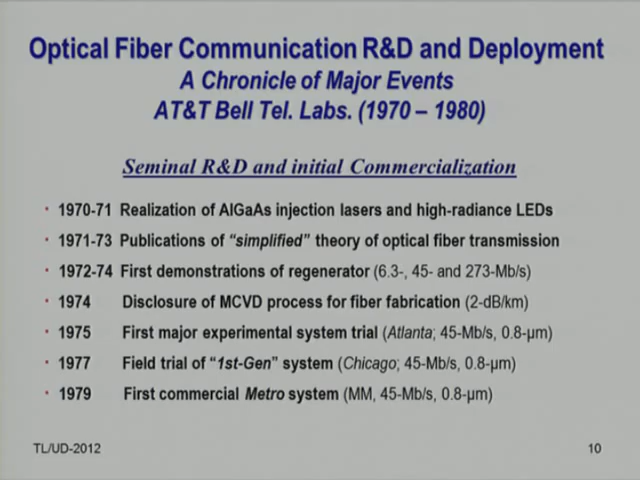 Optical Fiber Communication R&D and Deployment
A Chronicle of Major Events
AT&T Bell Tel. Labs. (1970 – 1980)
Seminal R&D and initial Commercialization
• 1970-71 Realization of AlGaAs injection lasers and high-radiance LEDs
• 1971-73 Publications of “simplified” theory of optical fiber transmission
• 1972-74 First demonstrations of regenerator (6.3-, 45- and 273-Mb/s)
• 1974 Disclosure of MCVD process for fiber fabrication (2-dB/km)
• 1975 First major experimental system trial (Atlanta; 45-Mb/s, 0.8-µm)
• 1977 Field trial of “1st-Gen” system (Chicago; 45-Mb/s, 0.8-µm)
• 1979 First commercial Metro system (MM, 45-Mb/s, 0.8-µm)
TL/UD-2012
10